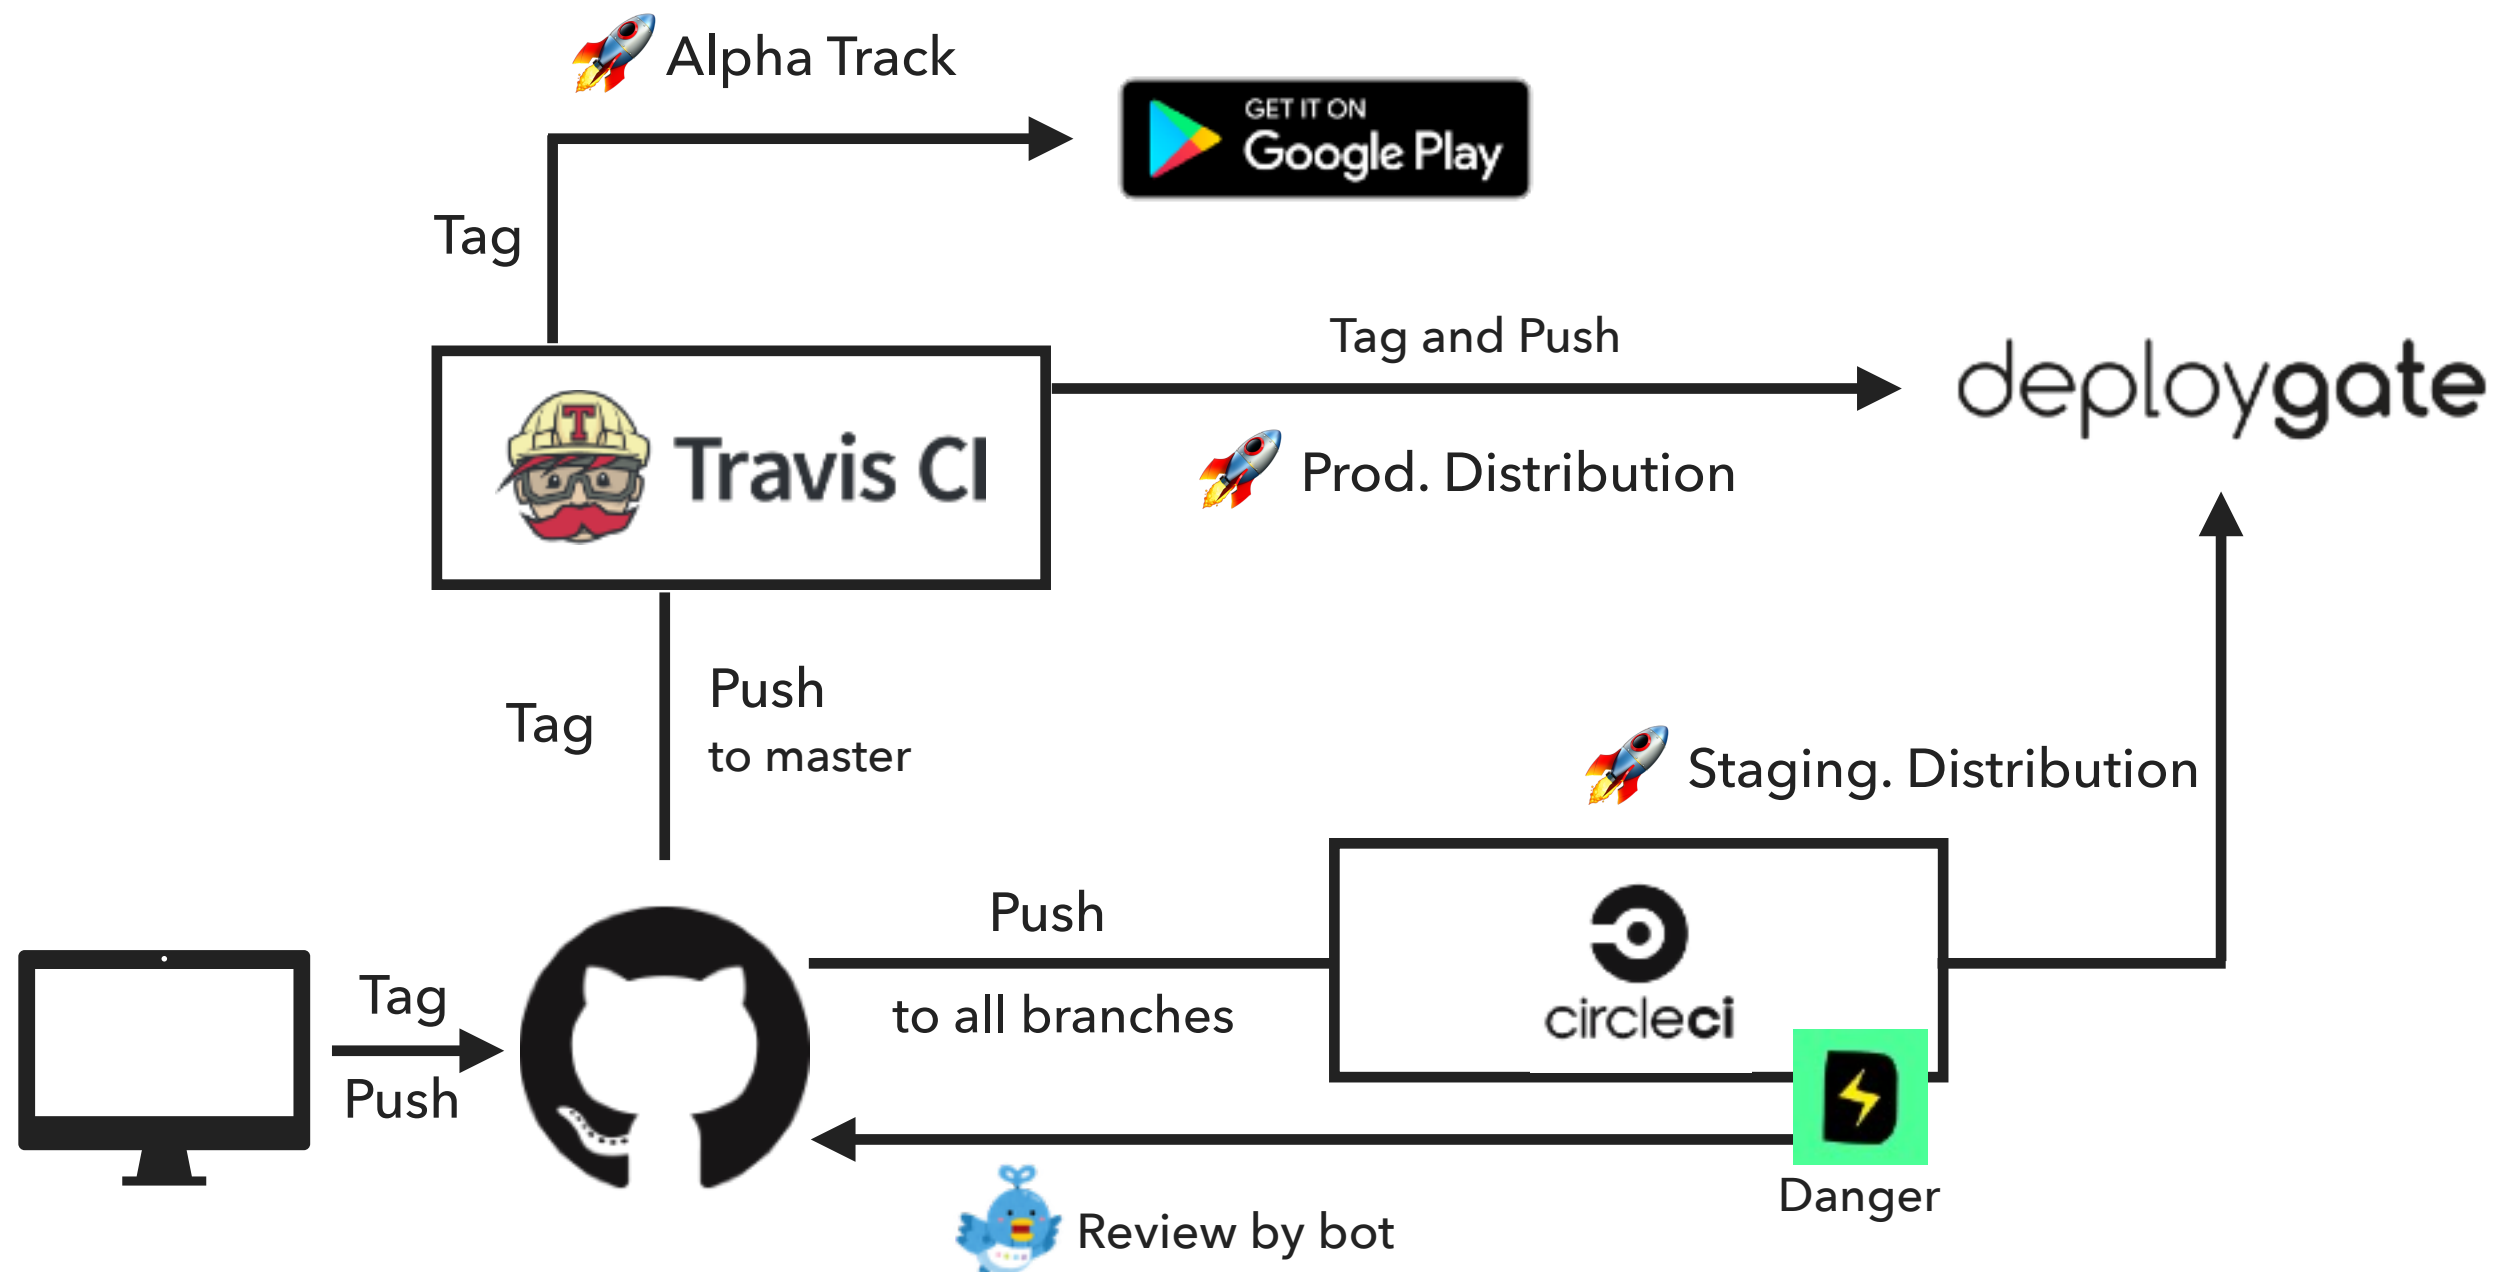 Alpha Track
GET IT ON
Google Play
Tag
Tag and Push
deploygate
T
Travis CI
Prod. Distribution
Push
Tag
to master
Staging. Distribution
Push
circleci
Tag
to all branches
Push
Danger
Review by bot